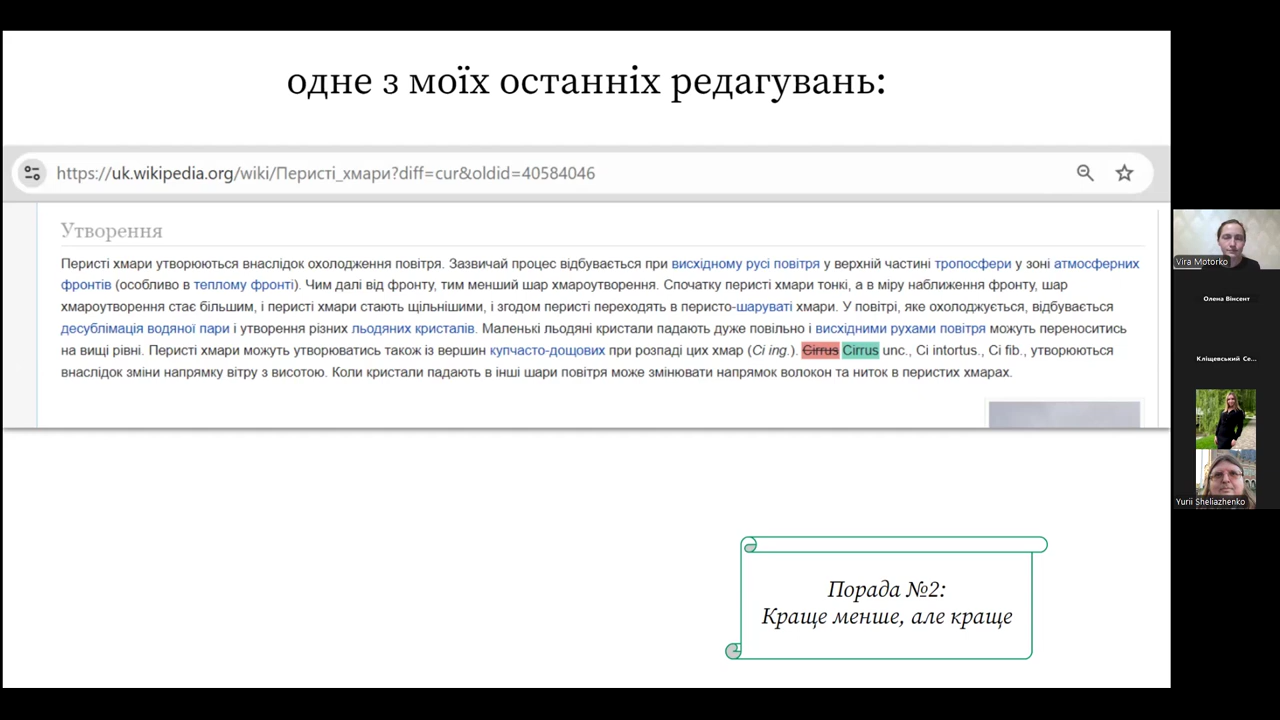 одне з моїх останніх редагувань:
https://uk.wikipedia.org/wiki/Перисті_хмари?diff=cur&oldid=40584046
Утворення
Перисті хмари утворюються внаслідок охолодження повітря. Зазвичай процес відбувається при висхідному русі повітря у верхній частині тропосфери у зоні атмосферних
фронтів (особливо в теплому фронті). Чим далі від фронту, тим менший шар хмароутворення. Спочатку перисті хмари тонкі, а в міру наближення фронту, шар
хмароутворення стає більшим, і перисті хмари стають щільнішими, і згодом перисті переходять в перисто-шаруваті хмари. У повітрі, яке охолоджується, відбувається
десублімація водяної пари і утворення різних льодяних кристалів. Маленькі льодяні кристали падають дуже повільно і висхідними рухами повітря можуть переноситись
на вищі рівні. Перисті хмари можуть утворюватись також із вершин купчасто-дощових при розпаді цих хмар (Ci ing.). Cirrus Cirrus unc., Ci intortus., Ci fib., утворюються
внаслідок зміни напрямку вітру з висотою. Коли кристали падають в інші шари повітря може змінювати напрямок волокон та ниток в перистих хмарах.
Порада №2:
Краще менше, але краще
Vira Motorko
Олена Вінсент
Кліщевський Се...
Yurii Sheliazhenko